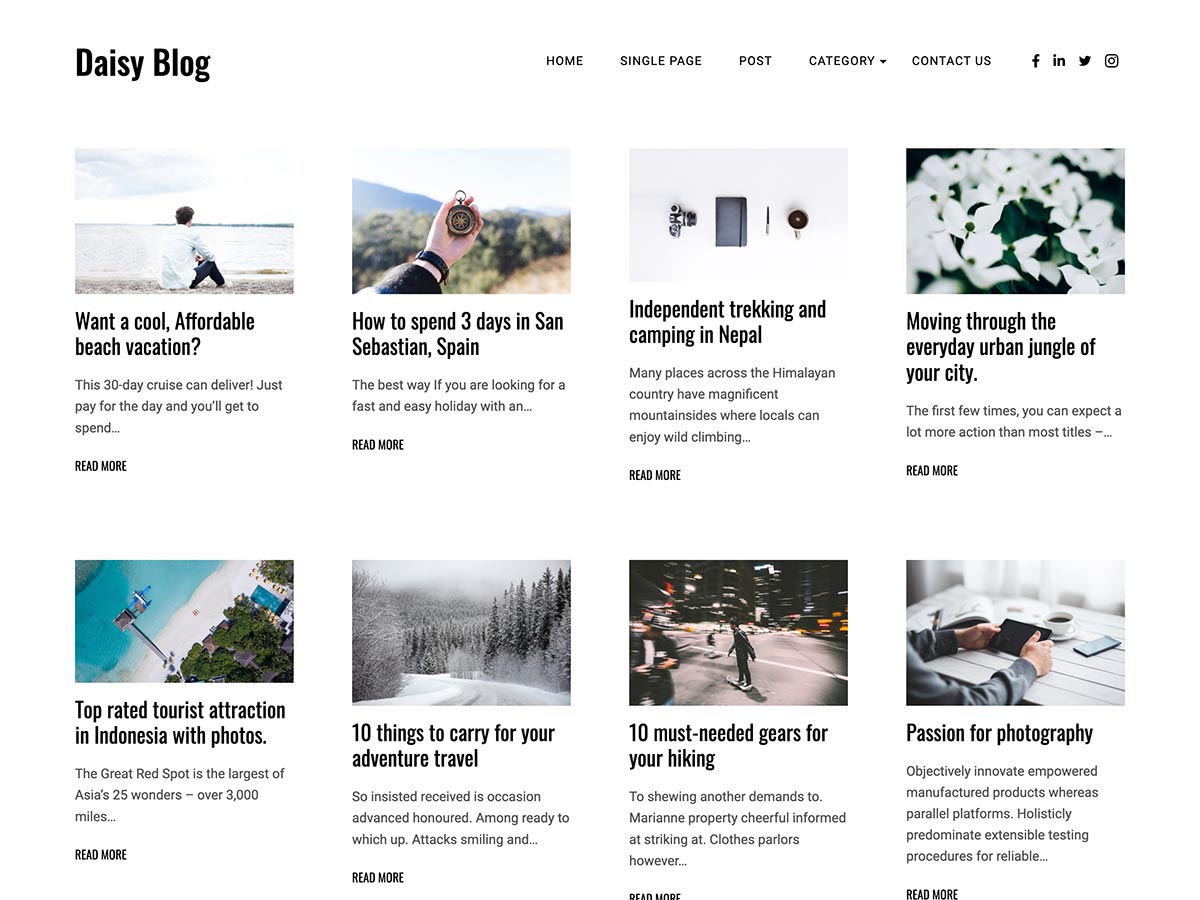 Daisy Blog
HOME
SINGLE PAGE
POST
CATEGORY
CONTACT US
Want a cool, Affordable
beach vacation?
This 30-day cruise can deliver! Just
pay for the day and you’ll get to
spend…
READ MORE
How to spend 3 days in San
Sebastian, Spain
The best way If you are looking for a
fast and easy holiday with an…
READ MORE
Independent trekking and
camping in Nepal
Many places across the Himalayan
country have magnificent
mountainsides where locals can
enjoy wild climbing…
READ MORE
Moving through the
everyday urban jungle of
your city.
The first few times, you can expect a
lot more action than most titles –…
READ MORE
Top rated tourist attraction
in Indonesia with photos.
The Great Red Spot is the largest of
Asia’s 25 wonders – over 3,000
miles…
READ MORE
10 things to carry for your
adventure travel
So insisted received is occasion
advanced honoured. Among ready to
which up. Attacks smiling and…
READ MORE
10 must-needed gears for
your hiking
To shewing another demands to.
Marianne property cheerful informed
at striking at. Clothes parlors
however…
READ MORE
Passion for photography
Objectively innovate empowered
manufactured products whereas
parallel platforms. Holisticly
predominate extensible testing
procedures for reliable…
READ MORE